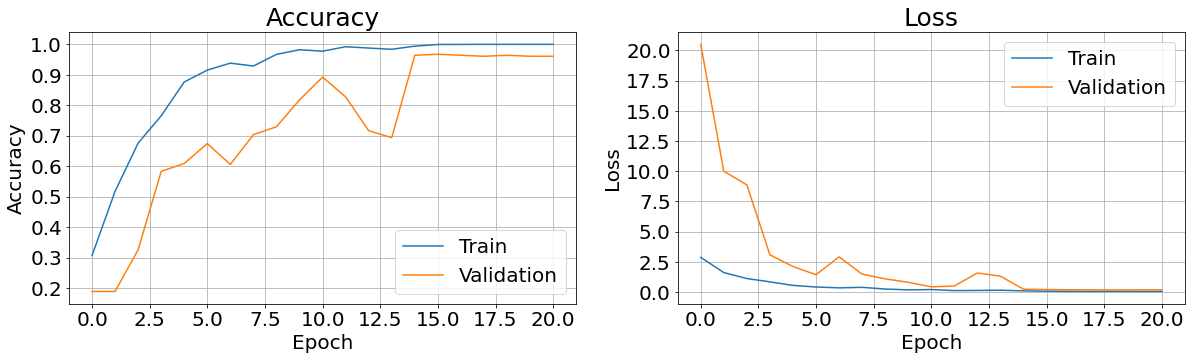 Accuracy
1.0
0.9
0.8
0.7
0.6
0.5
0.4
0.3
0.2
Accuracy
Train
Validation
0.0 2.5 5.0 7.5 10.0 12.5 15.0 17.5 20.0
Epoch
Loss
20.0
17.5
15.0
12.5
10.0
7.5
5.0
2.5
0.0
Loss
Train
Validation
0.0 2.5 5.0 7.5 10.0 12.5 15.0 17.5 20.0
Epoch